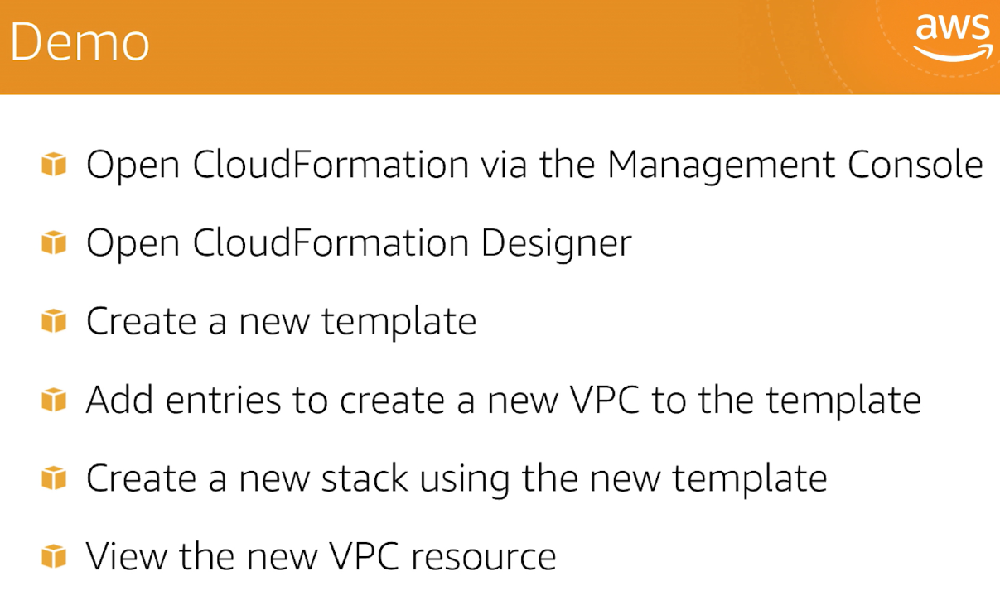 Demo
aws
Open CloudFormation via the Management Console
Open CloudFormation Designer
Create a new template
Add entries to create a new VPC to the template
Create a new stack using the new template
View the new VPC resource